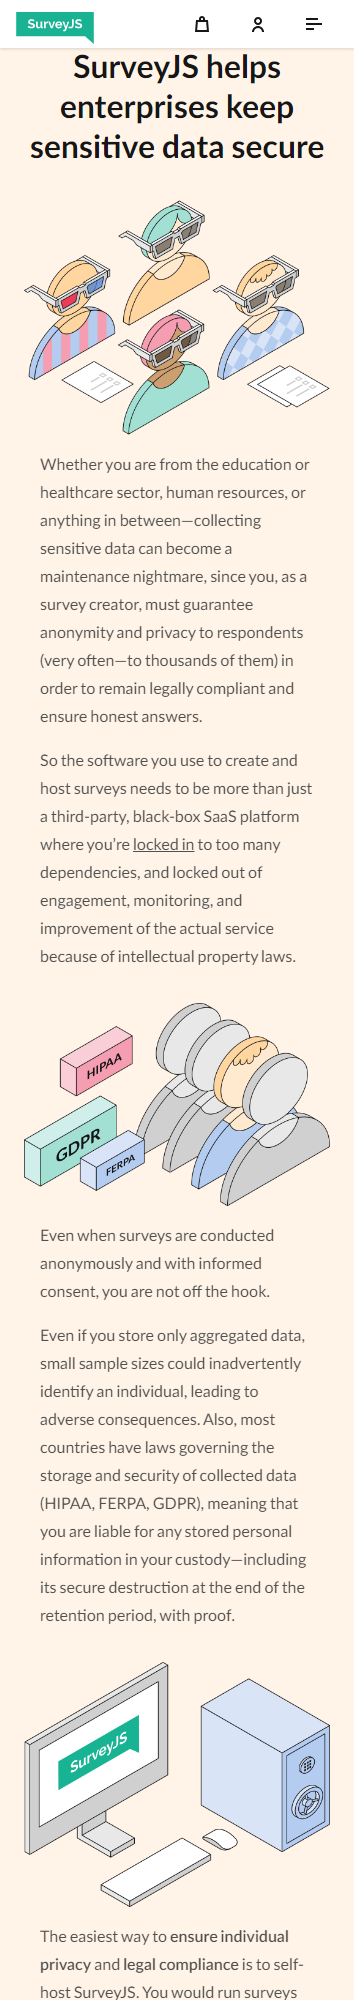 SurveyJS
SurveyJS helps
enterprises keep
sensitive data secure
Whether you are from the education or
healthcare sector, human resources, or
anything in between—collecting
sensitive data can become a
maintenance nightmare, since you, as a
survey creator, must guarantee
anonymity and privacy to respondents
(very often—to thousands of them) in
order to remain legally compliant and
ensure honest answers.
So the software you use to create and
host surveys needs to be more than just
a third-party, black-box SaaS platform
where you're locked in to too many
dependencies, and locked out of
engagement, monitoring, and
improvement of the actual service
because of intellectual property laws.
HIPAA
GDPR
FERPA
Even when surveys are conducted
anonymously and with informed
consent, you are not off the hook.
Even if you store only aggregated data,
small sample sizes could inadvertently
identify an individual, leading to
adverse consequences. Also, most
countries have laws governing the
storage and security of collected data
(HIPAA, FERPA, GDPR), meaning that
you are liable for any stored personal
information in your custody—including
its secure destruction at the end of the
retention period, with proof.
SurveyJS
The easiest way to ensure individual
privacy and legal compliance is to self-
host SurveyJS. You would run surveys